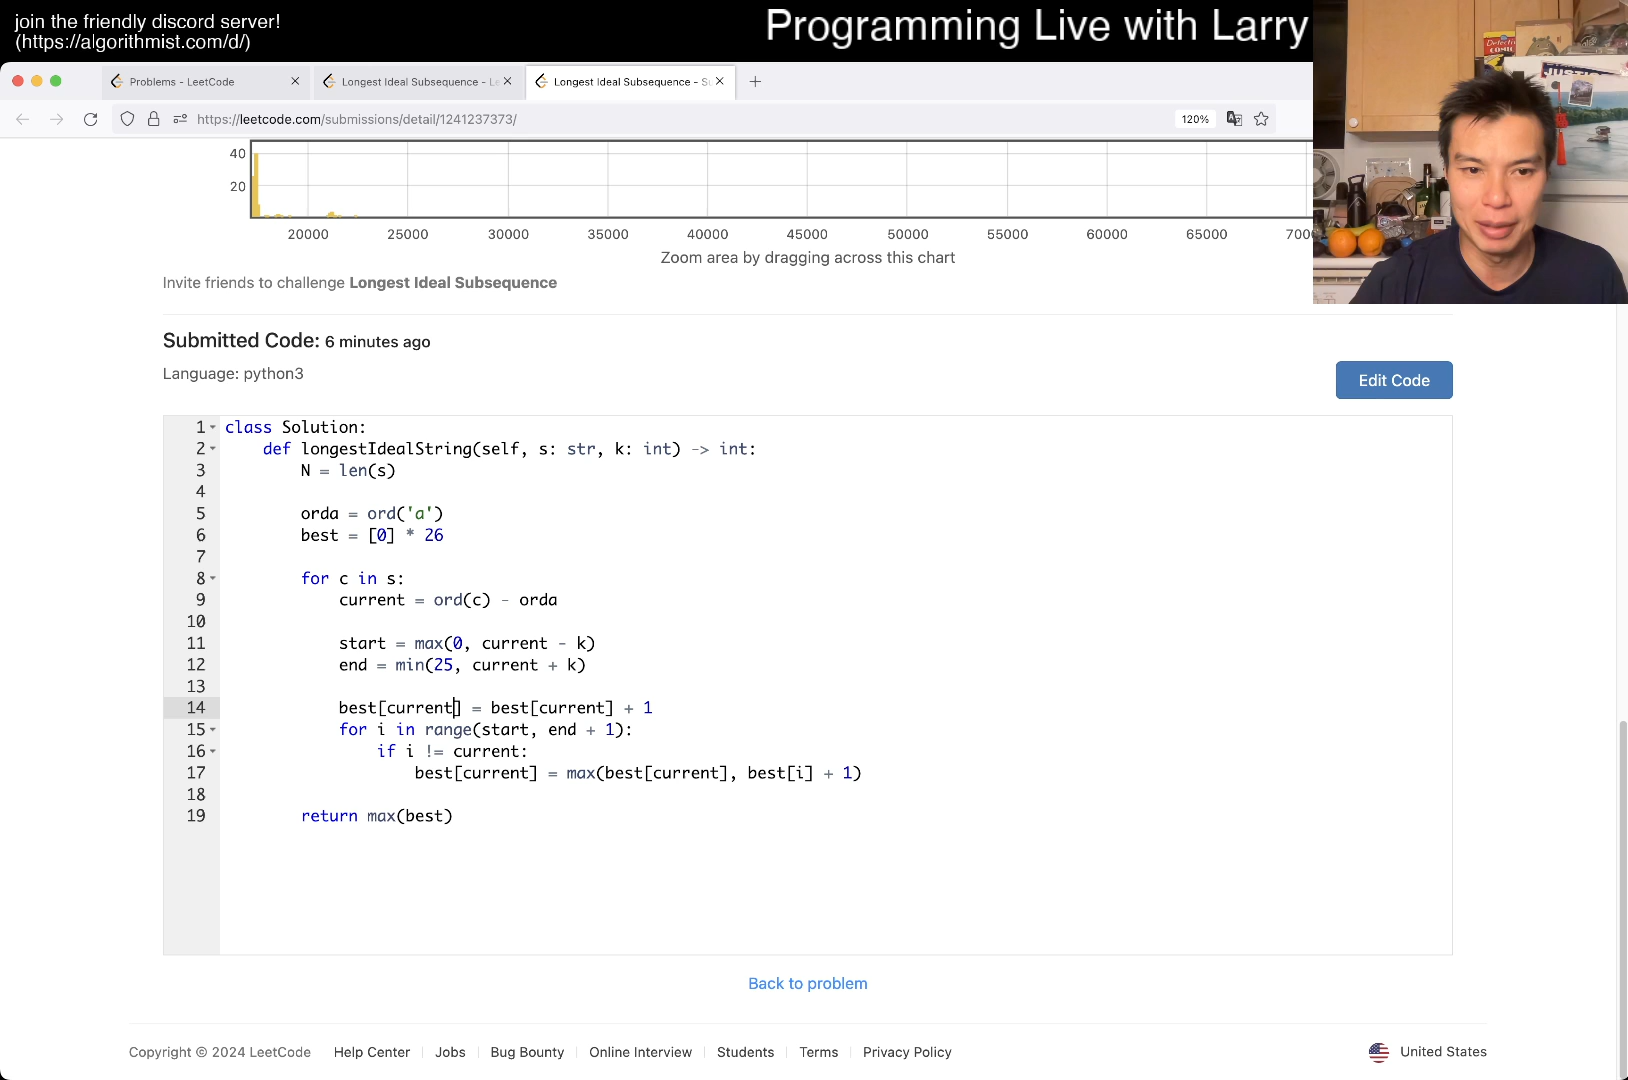 join the friendly discord server!
(https://algorithmist.com/d/)
Programming Live with Larry
Problems - LeetCode
Longest Ideal Subsequence - Le
Longest Ideal Subsequence - Su
https://leetcode.com/submissions/detail/1241237373/
120%
40
20
20000 25000 30000 35000 40000 45000 50000 55000 60000 65000 7000
Zoom area by dragging across this chart
Invite friends to challenge Longest Ideal Subsequence
Submitted Code: 6 minutes ago
Language: python3
Edit Code
1 class Solution:
2 def longestIdealString(self, s: str, k: int) -> int:
3 N = len(s)
4
5 orda = ord('a')
6 best = [0] * 26
7
8 for c in s:
9 current = ord(c) - orda
10
11 start = max(0, current - k)
12 end = min(25, current + k)
13
14 best[current] = best[current] + 1
15 for i in range(start, end + 1):
16 if i != current:
17 best[current] = max(best[current], best[i] + 1)
18
19 return max(best)
Back to problem
Copyright © 2024 LeetCode Help Center Jobs Bug Bounty Online Interview Students Terms Privacy Policy
United States